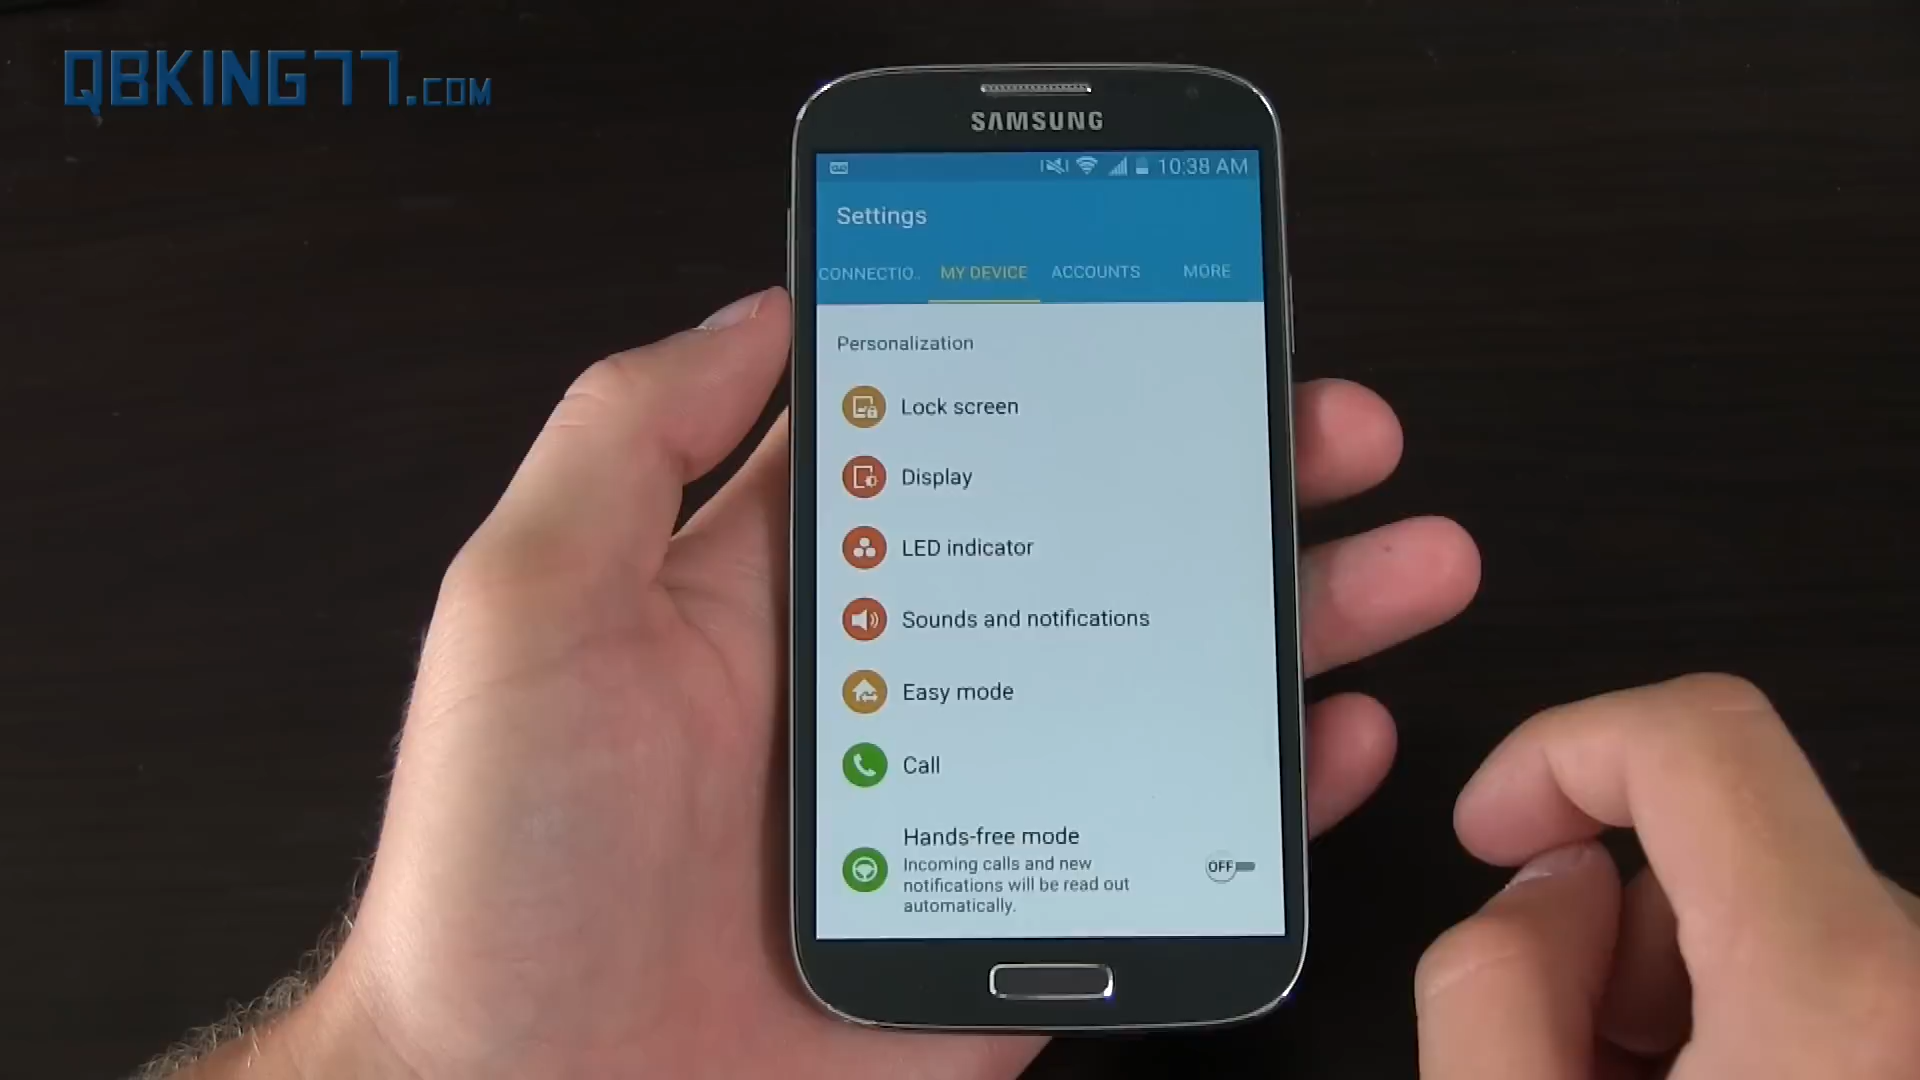 QBKING77.COM
SAMSUNG
10:38 AM
Settings
CONNECTIO..
MY DEVICE
ACCOUNTS
MORE
Personalization
Lock screen
Display
LED indicator
Sounds and notifications
Easy mode
Call
Hands-free mode
Incoming calls and new
notifications will be read out
automatically.
OFF